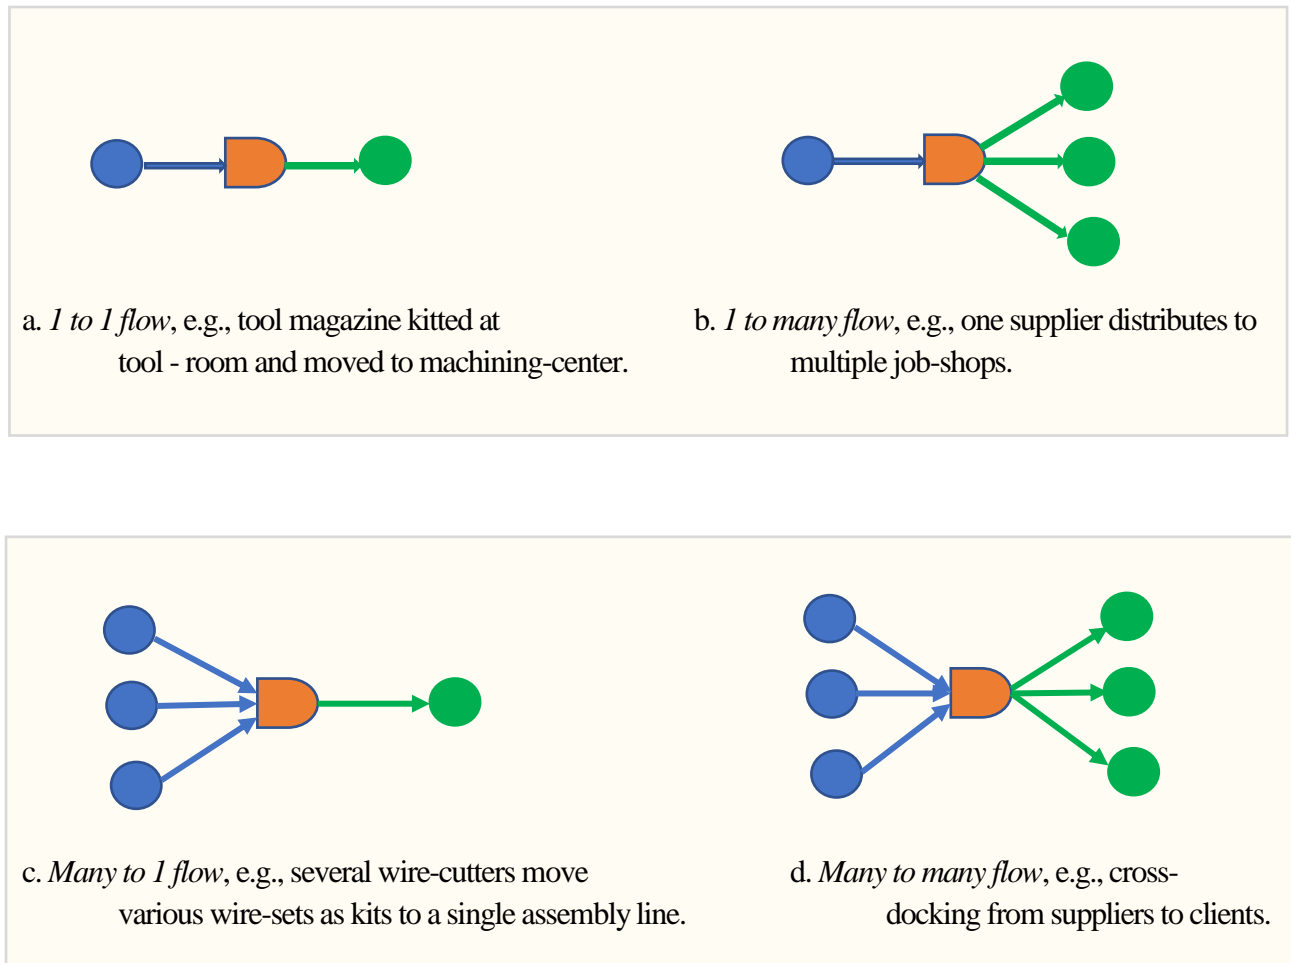 a. 1 to 1 flow, e.g., tool magazine kitted at
tool - room and moved to machining-center.
b. 1 to many flow, e.g., one supplier distributes to
multiple job-shops.
c. Many to 1 flow, e.g., several wire-cutters move
various wire-sets as kits to a single assembly line.
d. Many to many flow, e.g., cross-
docking from suppliers to clients.